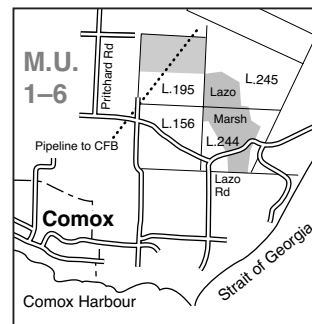 M.U.
1–6
Pritchard Rd
L.195
L.245
Lazo
Marsh
L.156
L.244
Pipeline to CFB
Lazo
Rd
Comox
Strait of Georgia
Comox Harbour